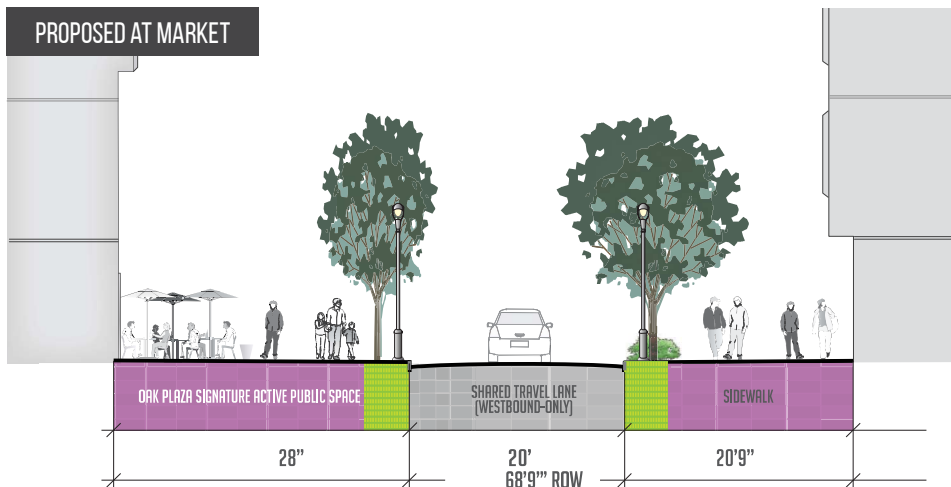 PROPOSED AT MARKET
OAK PLAZA SIGNATURE ACTIVE PUBLIC SPACE
SHARED TRAVEL LANE
(WESTBOUND-ONLY)
SIDEWALK
28”
20’
20’9”
68’9”’ ROW